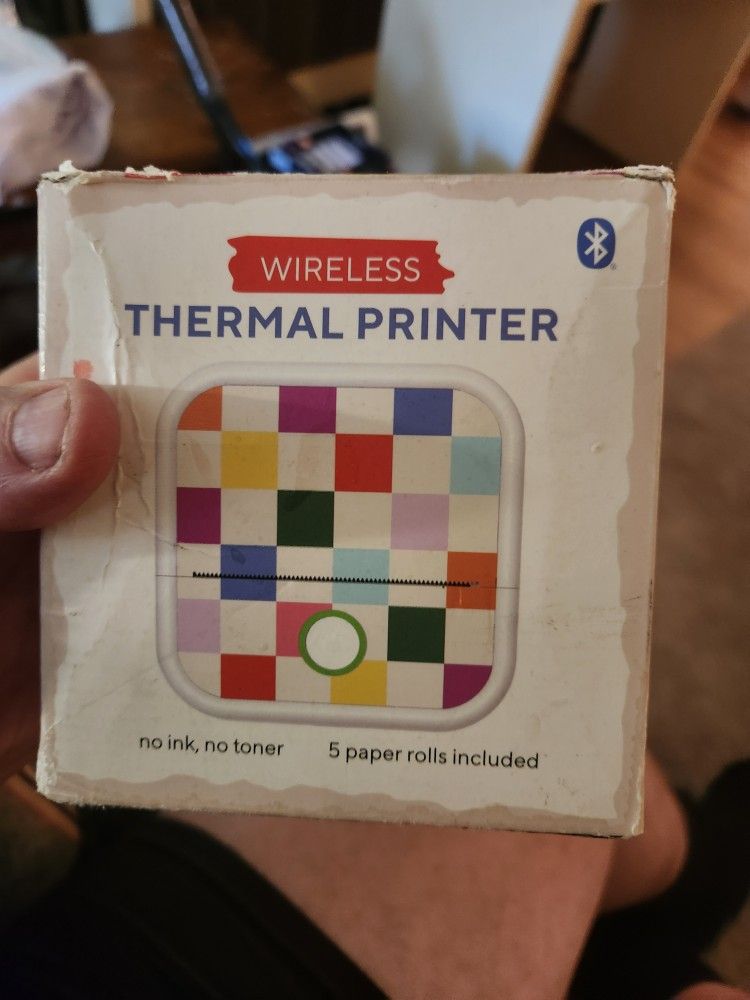 WIRELESS
THERMAL PRINTER
no ink, no toner
5 paper rolls included